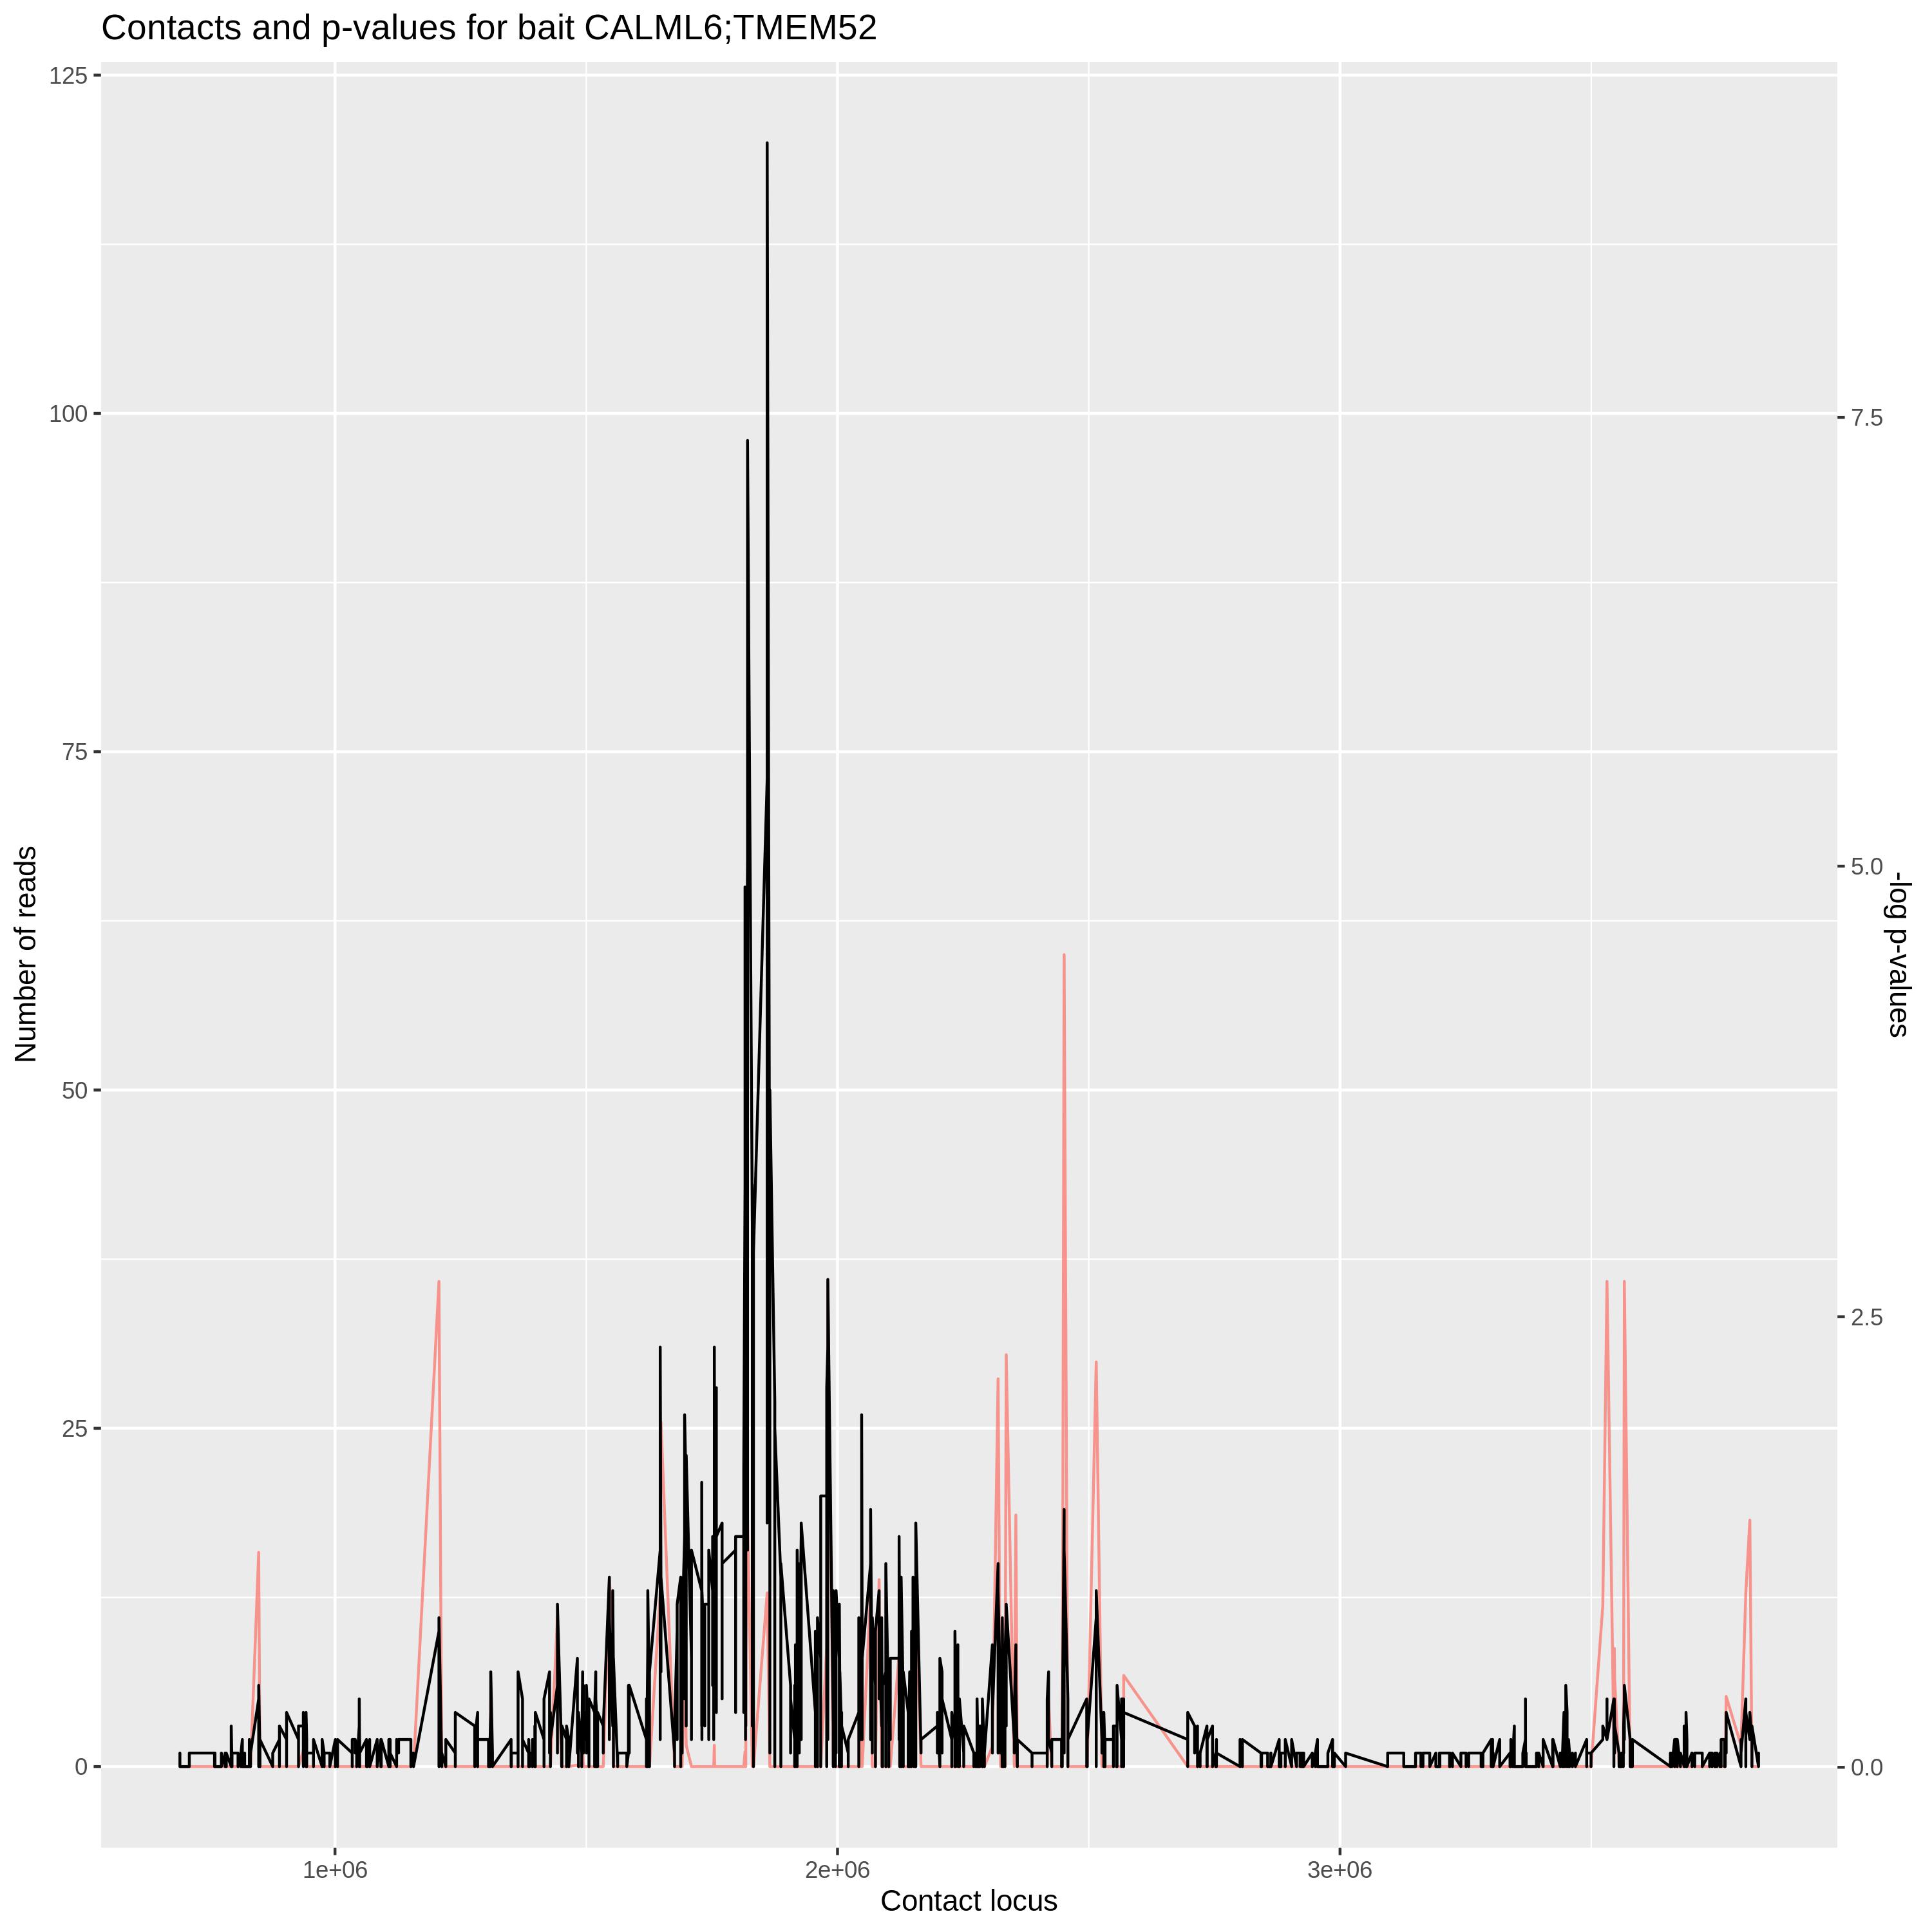 Contacts and p-values for bait CALML6;TMEM52
125
100
75
50
25
0
Number of reads
7.5
5.0
2.5
0.0
-log p-values
1e+06
2e+06
3e+06
Contact locus